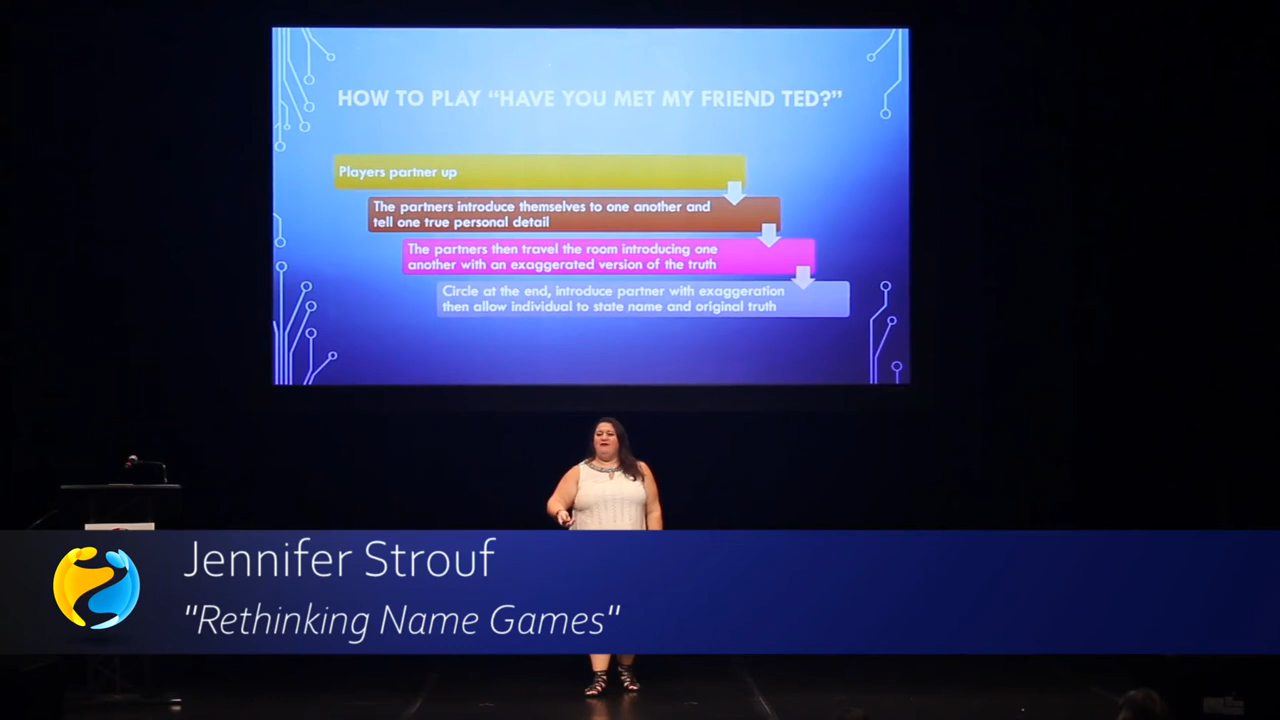 HOW TO PLAY “HAVE YOU MET MY FRIEND TED?”
Players partner up
The partners introduce themselves to one another and
tell one true personal detail
The partners then travel the room introducing one
another with an exaggerated version of the truth
Circle at the end, introduce partner with exaggeration
then allow individual to state name and original truth
Jennifer Strouf
"Rethinking Name Games"